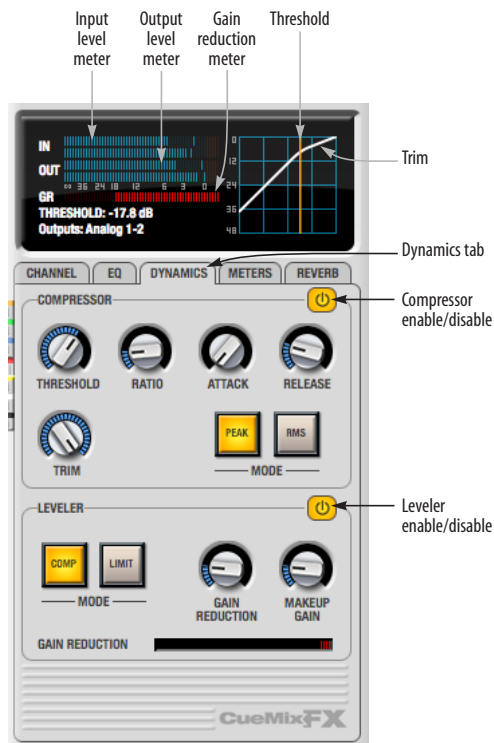 Input level meter
Output level meter
Gain reduction meter
Threshold
IN
OUT
∞ 36 24 18 12 6 3 0
GR
THRESHOLD: -17.8 dB
Outputs: Analog 1-2
0
12
24
36
48
Trim
Dynamics tab
CHANNEL EQ DYNAMICS METERS REVERB
COMPRESSOR
Compressor enable/disable
THRESHOLD RATIO ATTACK RELEASE
PEAK RMS
TRIM
MODE
LEVELER
Leveler enable/disable
COMP LIMIT
MODE
GAIN REDUCTION
MAKEUP GAIN
GAIN REDUCTION
CueMixFX